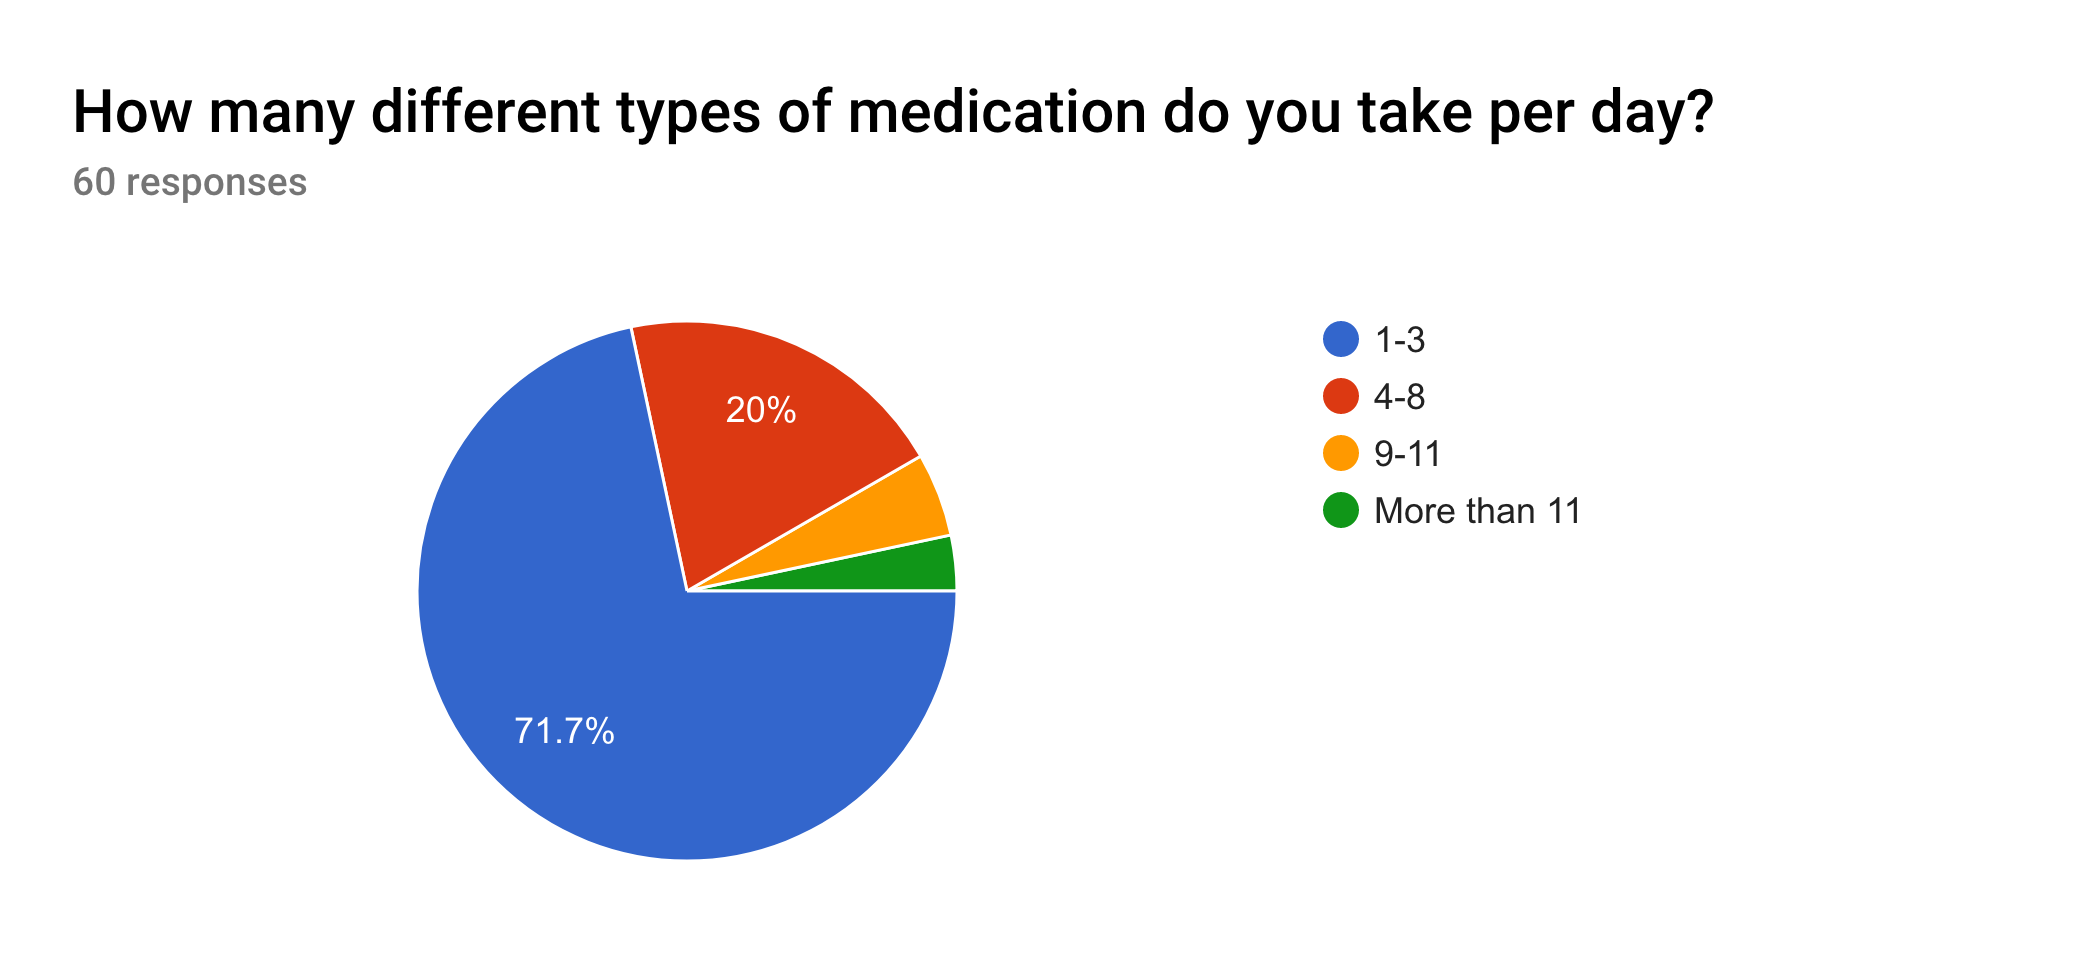 How many different types of medication do you take per day?
60 responses
1-3
4-8
9-11
More than 11
20%
71.7%